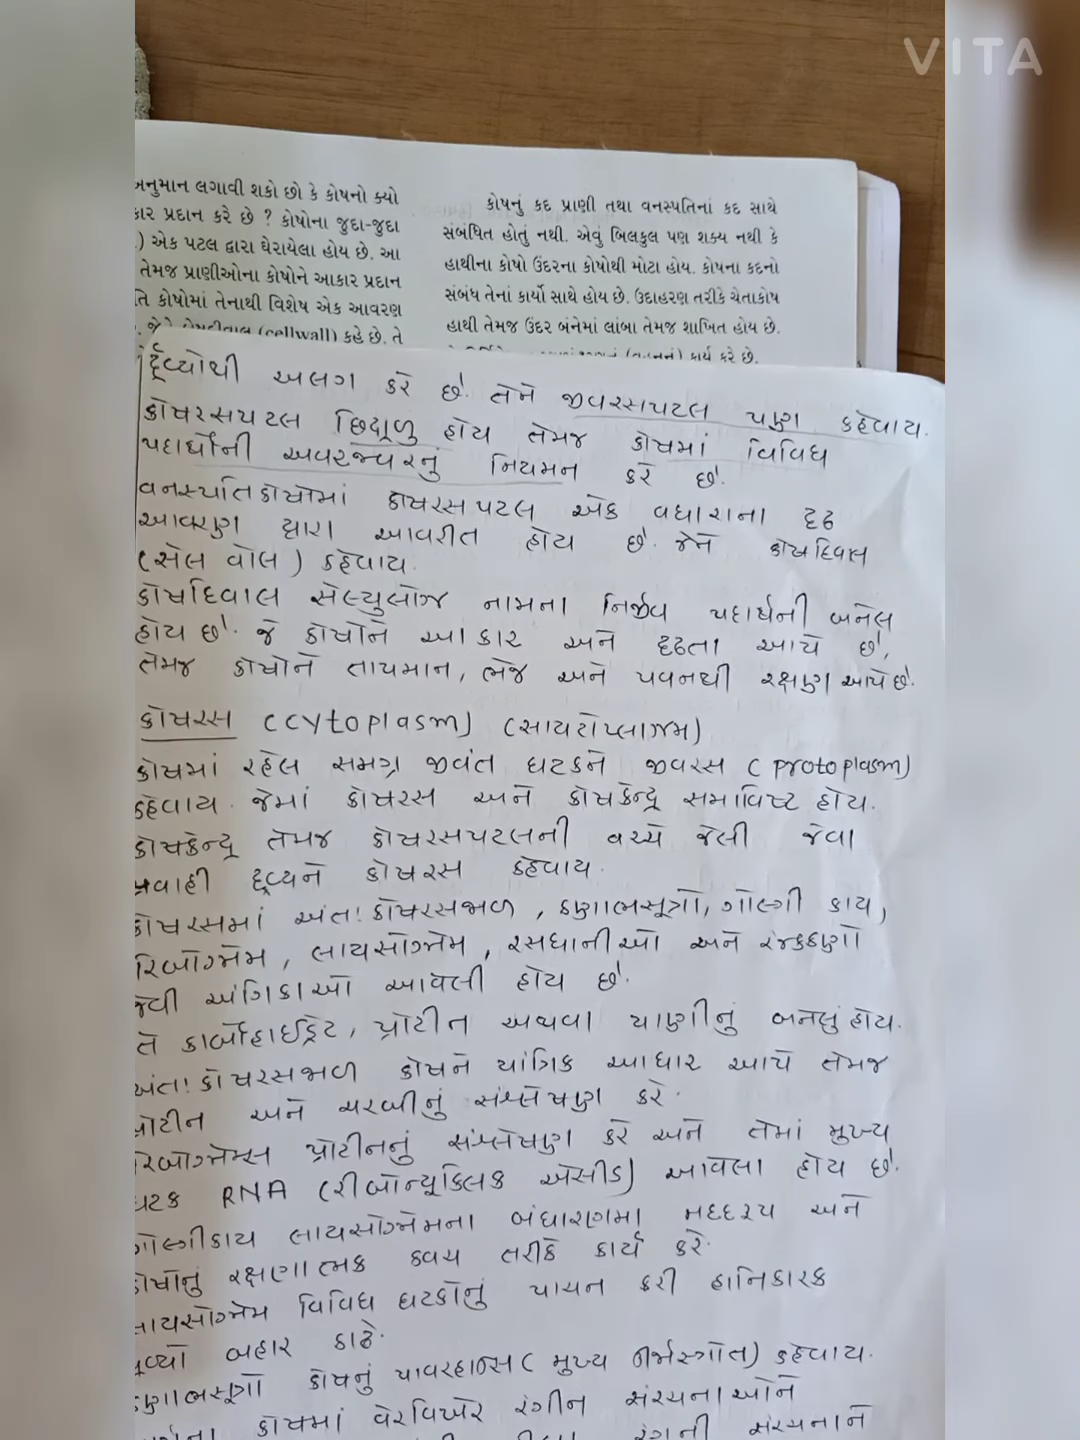 VITA
અનુમાન લગાવી શકો છો કે કોષનો ક્યો
કાર પ્રદાન કરે છે ? કોષોના જુદા-જુદા
.) એક પટલ દ્વારા ઘેરાયેલા હોય છે. આ
તેમજ પ્રાણીઓના કોષોને આકાર પ્રદાન
તિ કોષોમાં તેનાથી વિશેષ એક આવરણ
(cellwall) કહે છે. તે
કોષનું કદ પ્રાણી તથા વનસ્પતિનાં કદ સાથે
સંબંધિત હોતું નથી. એવું બિલકુલ પણ શક્ય નથી કે
હાથીના કોષો ઉંદરના કોષોથી મોટા હોય. કોષના કદનો
સંબંધ તેનાં કાર્યો સાથે હોય છે. ઉદાહરણ તરીકે ચેતાકોષ
હાથી તેમજ ઉંદર બંનેમાં લાંબા તેમજ શાખિત હોય છે.
કાર્ય કરે છે.
દ્રવ્યોથી અલગ કરે છે. તેને જીવરસપટલ પણ કહેવાય.
કોષરસપટલ છિદ્રાળુ હોય તેમજ કોષમાં વિવિધ
પદાર્થોની અવરજવરનું નિયમન કરે છે.
વનસ્પતિકોષોમાં કોષરસપટલ એક વધારાના દૃઢ
આવરણ દ્વારા આવરીત હોય છે. જેને કોષદિવાલ
(સેલ વોલ) કહેવાય.
કોષદિવાલ સેલ્યુલોજ નામના નિર્જીવ પદાર્થની બનેલ
હોય છે. જે કોષોને આકાર અને દૃઢતા આપે છે,
તેમજ કોષોને તાપમાન, ભેજ અને પવનથી રક્ષણ આપે છે.
કોષરસ (cytoplasm) (સાયટોપ્લાઝમ)
કોષમાં રહેલ સમગ્ર જીવંત ઘટકને જીવરસ (protoplasm)
કહેવાય. જેમાં કોષરસ અને કોષકેન્દ્ર સમાવિષ્ટ હોય.
કોષકેન્દ્ર તેમજ કોષરસપટલની વચ્ચે જેલી જેવા
પ્રવાહી દ્રવ્યને કોષરસ કહેવાય.
કોષરસમાં અંતઃકોષરસજાળ, કણાભસૂત્રો, ગોલ્ગી કાય,
રિબોઝોમ, લાયસોઝોમ, રસધાનીઓ અને રંજકકણો
જેવી અંગિકાઓ આવેલી હોય છે.
તે કાર્બોહાઈડ્રેટ, પ્રોટીન અથવા પાણીનું બનેલું હોય.
અંતઃકોષરસજાળ કોષને યાંત્રિક આધાર આપે તેમજ
પ્રોટીન અને ચરબીનું સંશ્લેષણ કરે.
રિબોઝોમ્સ પ્રોટીનનું સંશ્લેષણ કરે અને તેમાં મુખ્ય
ઘટક RNA (રીબોન્યુક્લિક એસીડ) આવેલા હોય છે.
ગોલ્ગીકાય લાયસોઝોમના બંધારણમાં મદદરૂપ અને
કોષોનું રક્ષણાત્મક કવચ તરીકે કાર્ય કરે.
લાયસોઝોમ વિવિધ ઘટકોનું પાચન કરી હાનિકારક
દ્રવ્યો બહાર કાઢે.
કણાભસૂત્રો કોષનું પાવરહાઉસ (મુખ્ય ઊર્જાસ્ત્રોત) કહેવાય.
કોષમાં વેરવિખેર રંગીન સંરચનાઓને
રંગની સંરચનાને